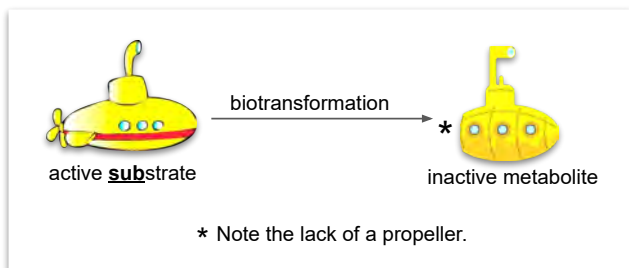 biotransformation
*
active substrate
inactive metabolite
* Note the lack of a propeller.